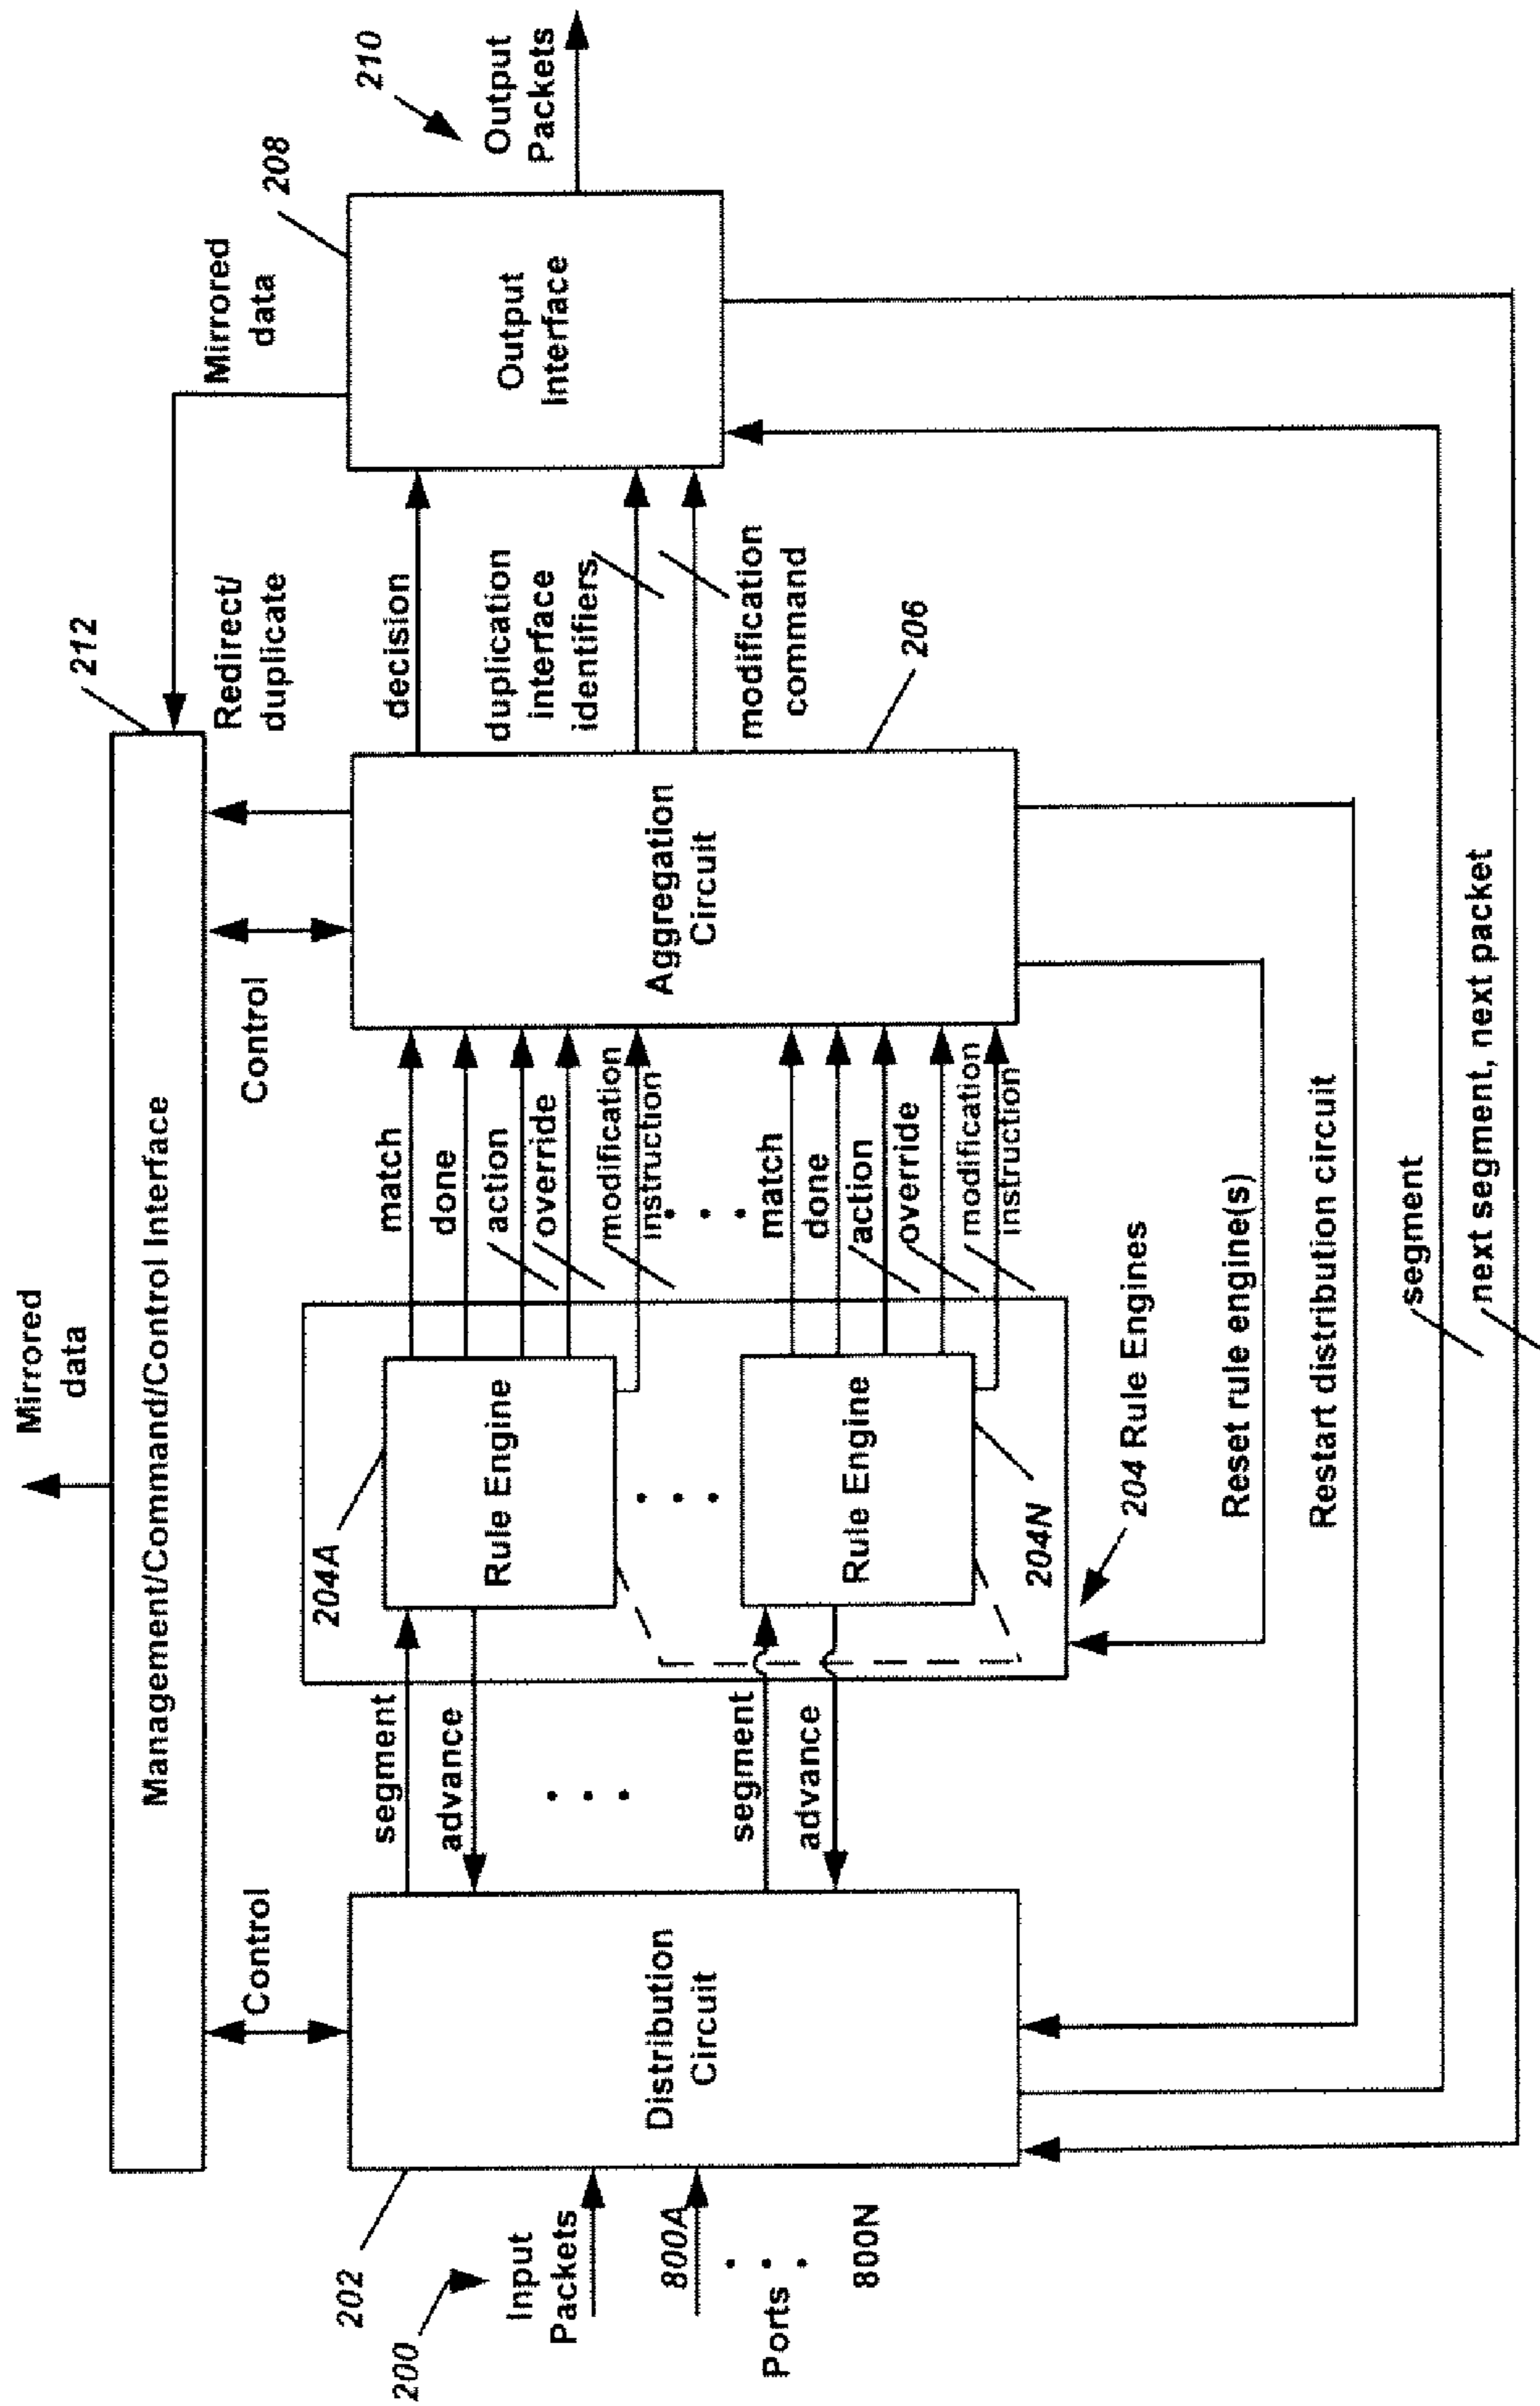 Mirrored
data
212
Management/Command/Control Interface
Control
Control
Redirect/
duplicate
Mirrored
data
208
210
200
Input
Packets
202
800A
Ports
800N
Distribution
Circuit
segment
advance
segment
advance
204A
Rule Engine
Rule Engine
204N
204 Rule Engines
match
done
action
override
modification
instruction
match
done
action
override
modification
instruction
Aggregation
Circuit
206
decision
duplication
interface
identifiers
modification
command
Output
Interface
Output
Packets
Reset rule engine(s)
Restart distribution circuit
segment
next segment, next packet